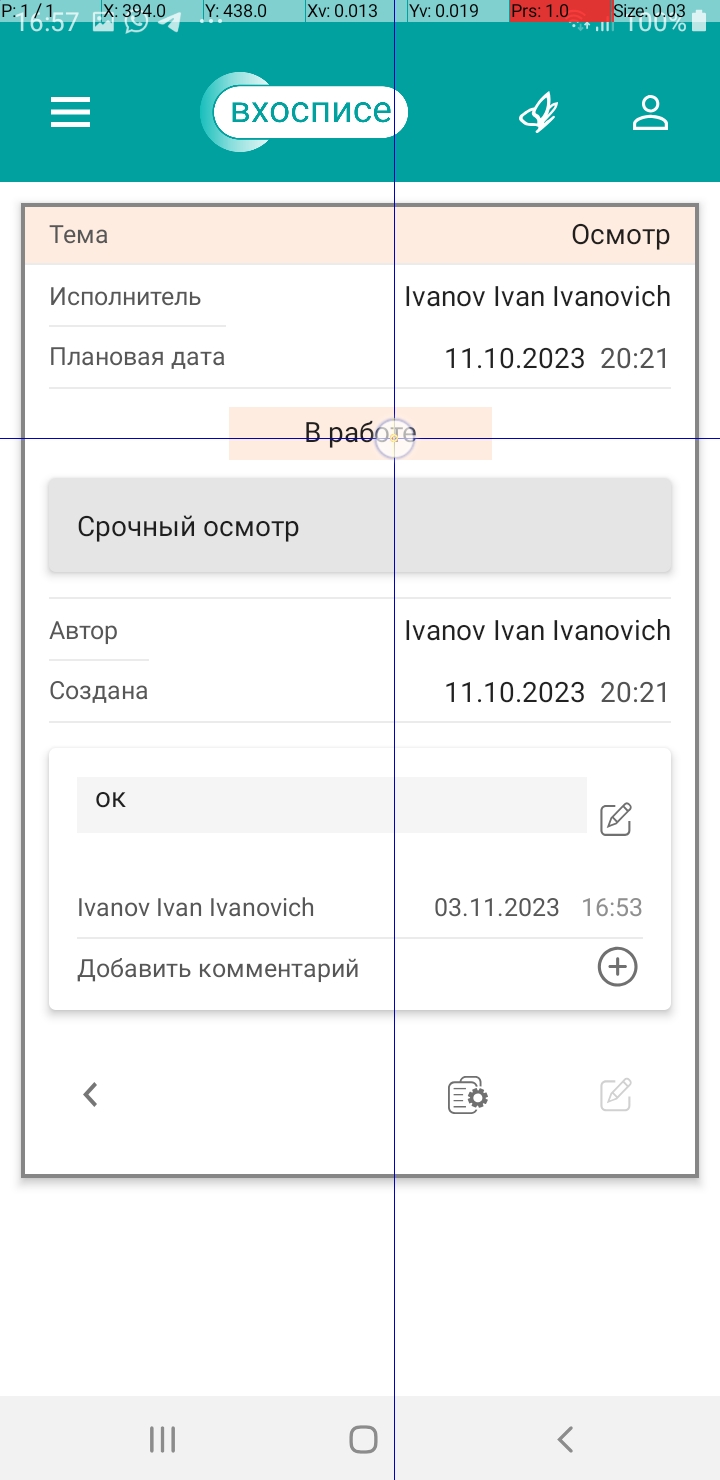 P: 1 / 1 X: 394.0 Y: 438.0 Xv: 0.013 Yv: 0.019 Prs: 1.0 Size: 0.03
16:57 100%
вхосписе
Тема Осмотр
Исполнитель Ivanov Ivan Ivanovich
Плановая дата 11.10.2023 20:21
В работе
Срочный осмотр
Автор Ivanov Ivan Ivanovich
Создана 11.10.2023 20:21
ок
Ivanov Ivan Ivanovich 03.11.2023 16:53
Добавить комментарий